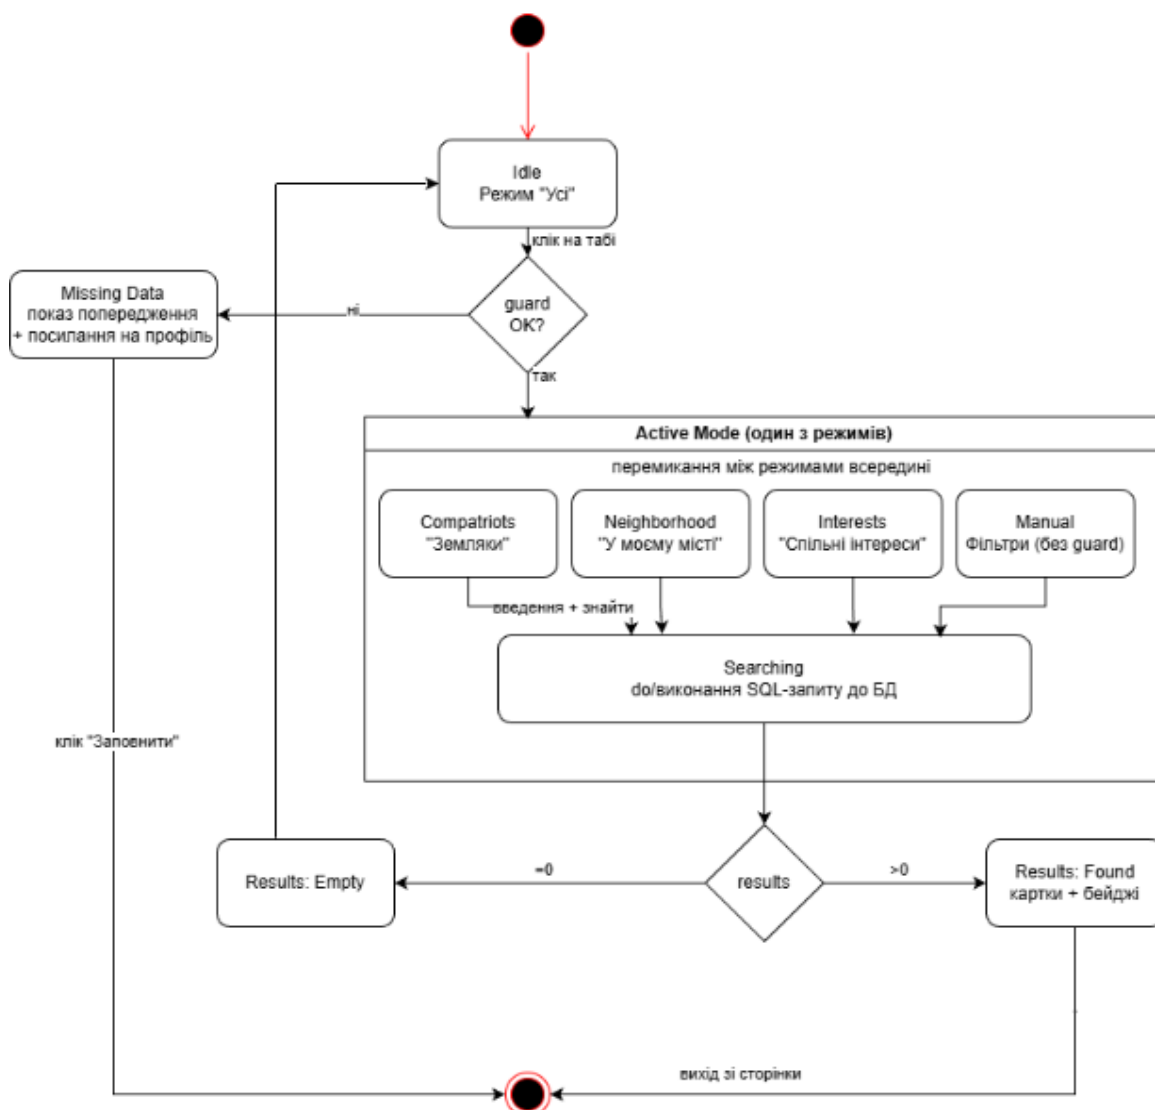 Idle
Режим "Усі"
клік на табі
Missing Data
показ попередження
+ посилання на профіль
ні
guard
OK?
так
Active Mode (один з режимів)
перемикання між режимами всередині
Compatriots
"Земляки"
Neighborhood
"У моєму місті"
Interests
"Спільні інтереси"
Manual
Фільтри (без guard)
введення + знайти
Searching
do/виконання SQL-запиту до БД
клік "Заповнити"
Results: Empty
=0
results
>0
Results: Found
картки + бейджі
вихід зі сторінки